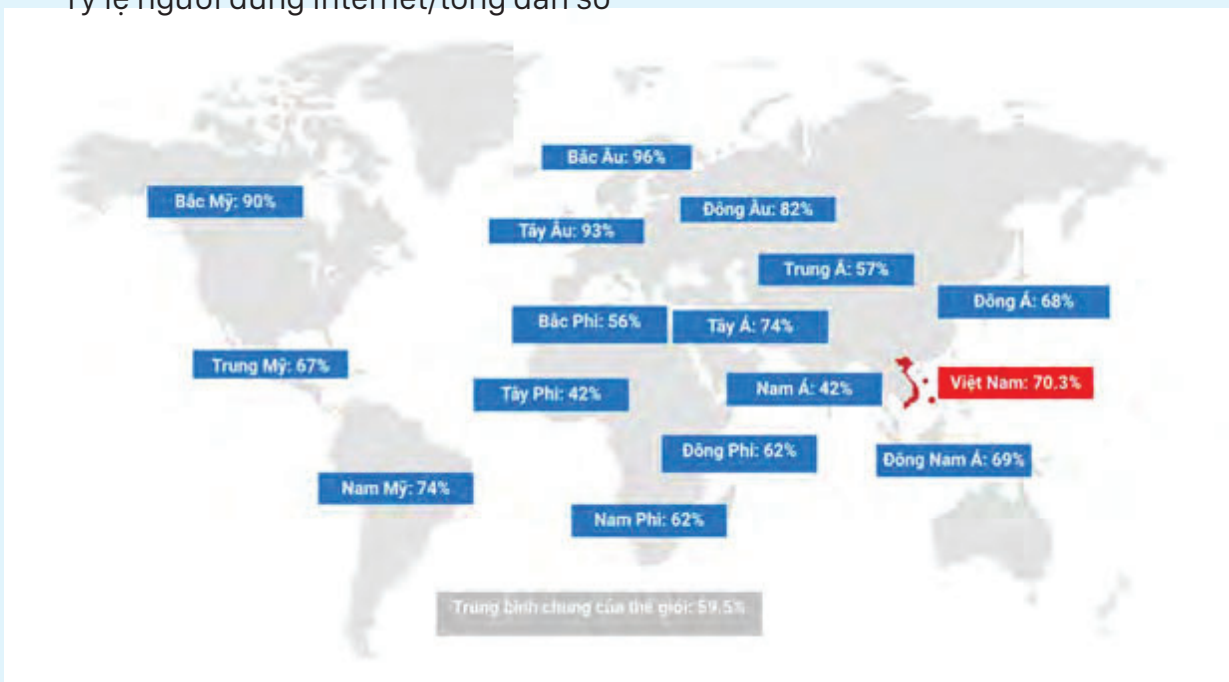 Tỷ lệ người dùng Internet/tổng dân số
Bắc Âu: 96%
Bắc Mỹ: 90%
Đông Âu: 82%
Tây Âu: 93%
Trung Á: 57%
Đông Á: 68%
Bắc Phi: 56%
Tây Á: 74%
Trung Mỹ: 67%
Việt Nam: 70.3%
Nam Á: 42%
Tây Phi: 42%
Đông Phi: 62%
Đông Nam Á: 69%
Nam Mỹ: 74%
Nam Phi: 62%
Trung bình chung của thế giới: 59.5%